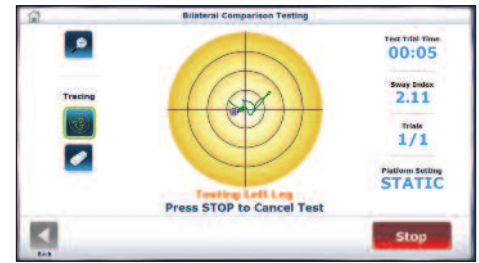 Bilateral Comparison Testing
Test Trial Time
00:05
Sway Index
2.11
Tracing
Trials
1/1
Platform Setting
STATIC
Testing Left Leg
Press STOP to Cancel Test
Stop
Back